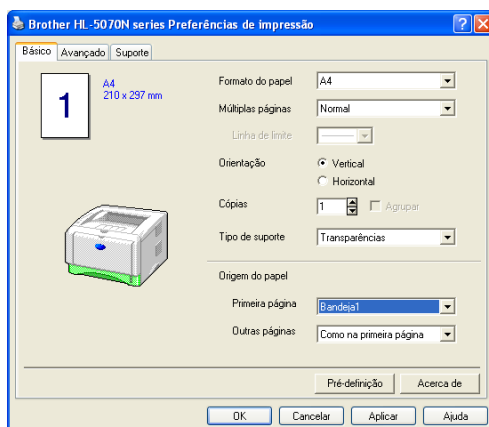 Brother HL-5070N series Preferências de impressão
Básico Avançado Suporte
1
A4
210 x 297 mm
Formato do papel A4
Múltiplas páginas Normal
Linha de limite
Orientação Vertical
Horizontal
Cópias 1 Agrupar
Tipo de suporte Transparências
Origem do papel
Primeira página Bandeja1
Outras páginas Como na primeira página
Pré-definição Acerca de
OK Cancelar Aplicar Ajuda